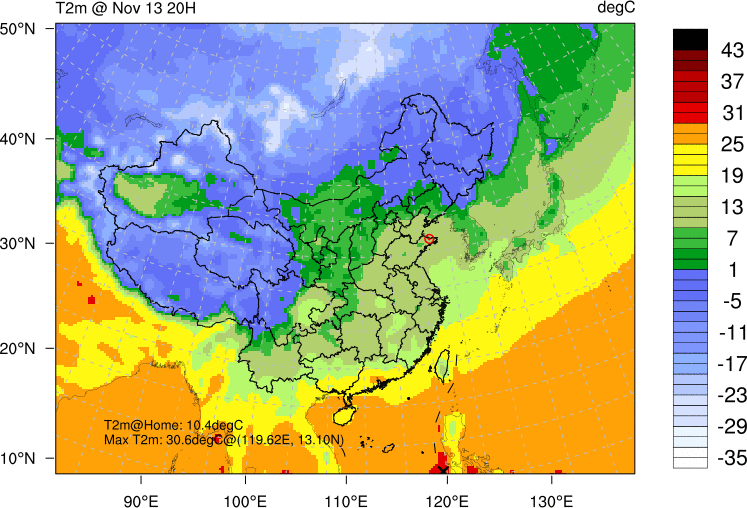 T2m @ Nov 13 20H
degC
50°N
40°N
30°N
20°N
10°N
T2m@Home: 10.4degC
Max T2m: 30.6degC@(119.62E, 13.10N)
90°E 100°E 110°E 120°E 130°E
43
37
31
25
19
13
7
1
-5
-11
-17
-23
-29
-35